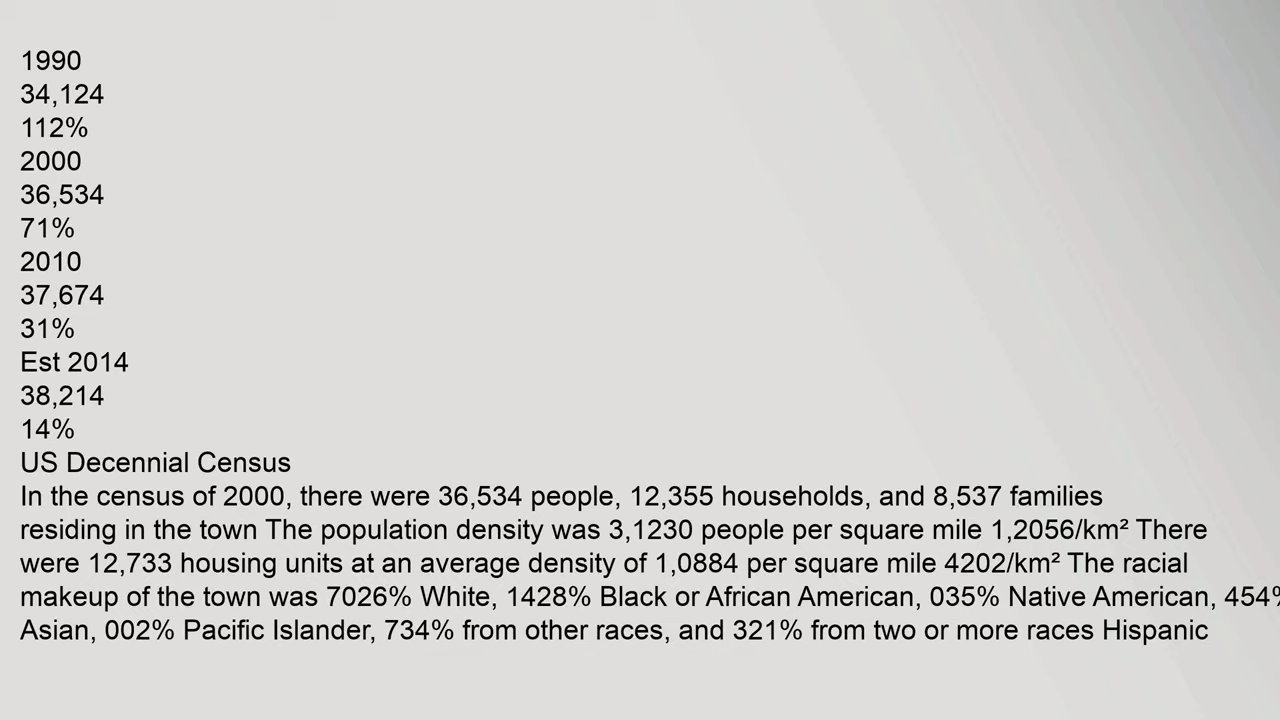 1990
34,124
112%
2000
36,534
71%
2010
37,674
31%
Est 2014
38,214
14%
US Decennial Census
In the census of 2000, there were 36,534 people, 12,355 households, and 8,537 families
residing in the town The population density was 3,1230 people per square mile 1,2056/km² There
were 12,733 housing units at an average density of 1,0884 per square mile 4202/km² The racial
makeup of the town was 7026% White, 1428% Black or African American, 035% Native American, 454%
Asian, 002% Pacific Islander, 734% from other races, and 321% from two or more races Hispanic